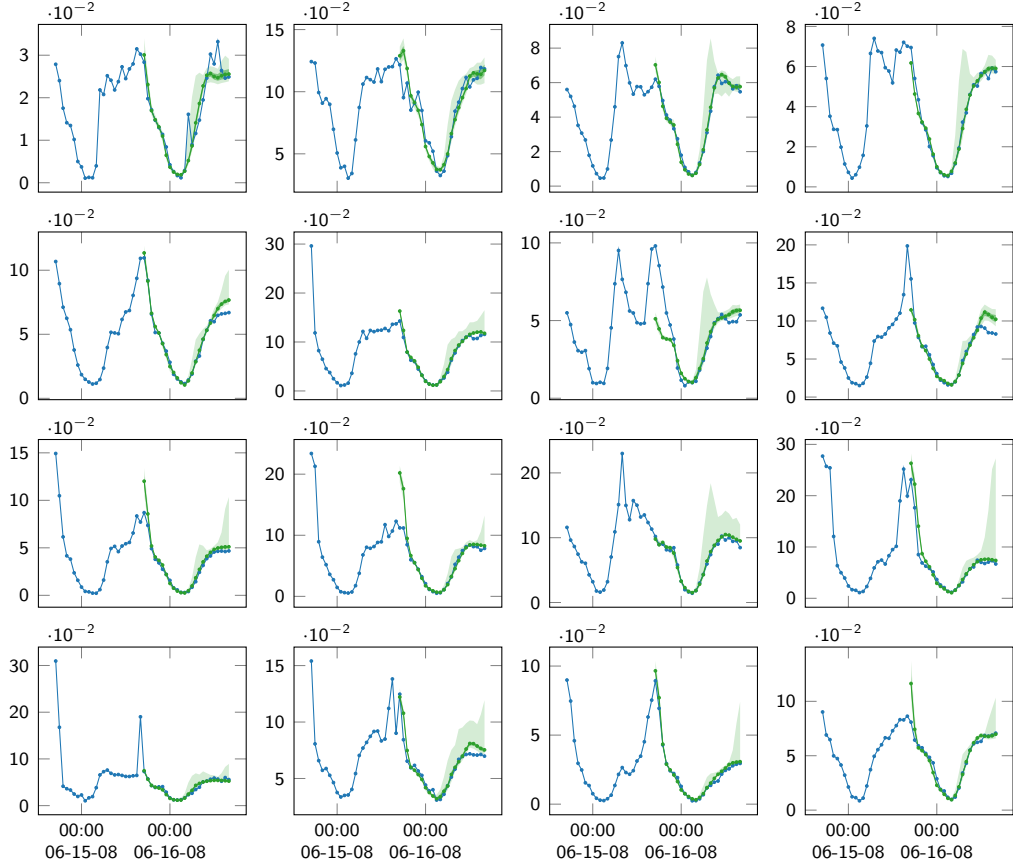 ·10⁻² ·10⁻² ·10⁻² ·10⁻²
3 15 8 8
2 10 6 6
1 5 4 4
0 2 2
0 0
·10⁻² ·10⁻² ·10⁻² ·10⁻²
10 30 10 20
5 20 5 15
0 10 0 10
0 5
0
·10⁻² ·10⁻² ·10⁻² ·10⁻²
15 20 20 30
10 10 10 20
5 0 0 10
0 0
·10⁻² ·10⁻² ·10⁻² ·10⁻²
30 15 10 10
20 10 5 5
10 5 0 0
0
00:00 00:00 00:00 00:00 00:00 00:00 00:00 00:00
06-15-08 06-16-08 06-15-08 06-16-08 06-15-08 06-16-08 06-15-08 06-16-08